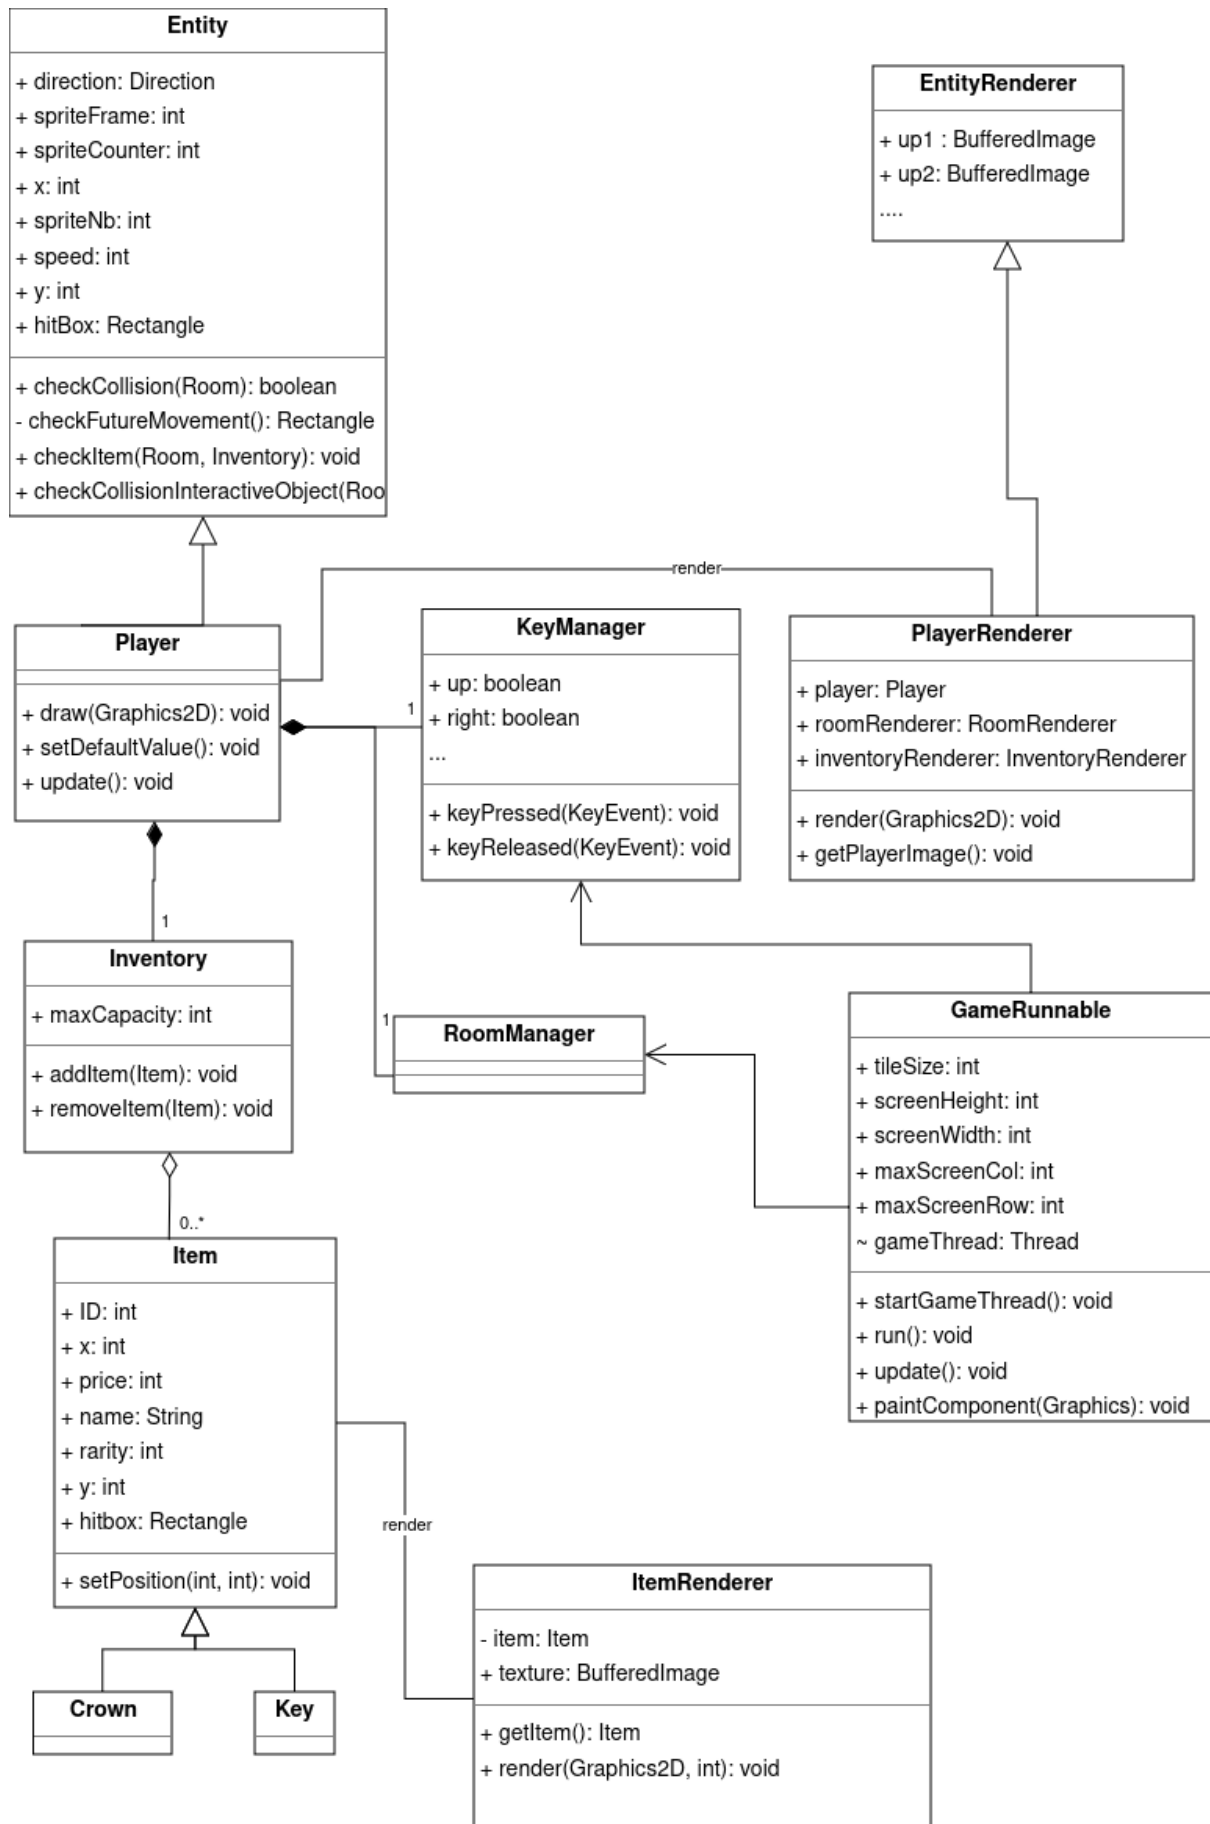 Entity
+ direction: Direction
+ spriteFrame: int
+ spriteCounter: int
+ x: int
+ spriteNb: int
+ speed: int
+ y: int
+ hitBox: Rectangle
+ checkCollision(Room): boolean
- checkFutureMovement(): Rectangle
+ checkItem(Room, Inventory): void
+ checkCollisionInteractiveObject(Roo
EntityRenderer
+ up1 : BufferedImage
+ up2: BufferedImage
....
render
Player
+ draw(Graphics2D): void
+ setDefaultValue(): void
+ update(): void
KeyManager
+ up: boolean
+ right: boolean
...
+ keyPressed(KeyEvent): void
+ keyReleased(KeyEvent): void
1
PlayerRenderer
+ player: Player
+ roomRenderer: RoomRenderer
+ inventoryRenderer: InventoryRenderer
+ render(Graphics2D): void
+ getPlayerImage(): void
1
Inventory
+ maxCapacity: int
+ addItem(Item): void
+ removeItem(Item): void
1
RoomManager
GameRunnable
+ tileSize: int
+ screenHeight: int
+ screenWidth: int
+ maxScreenCol: int
+ maxScreenRow: int
~ gameThread: Thread
+ startGameThread(): void
+ run(): void
+ update(): void
+ paintComponent(Graphics): void
0..*
Item
+ ID: int
+ x: int
+ price: int
+ name: String
+ rarity: int
+ y: int
+ hitbox: Rectangle
+ setPosition(int, int): void
render
Crown
Key
ItemRenderer
- item: Item
+ texture: BufferedImage
+ getItem(): Item
+ render(Graphics2D, int): void